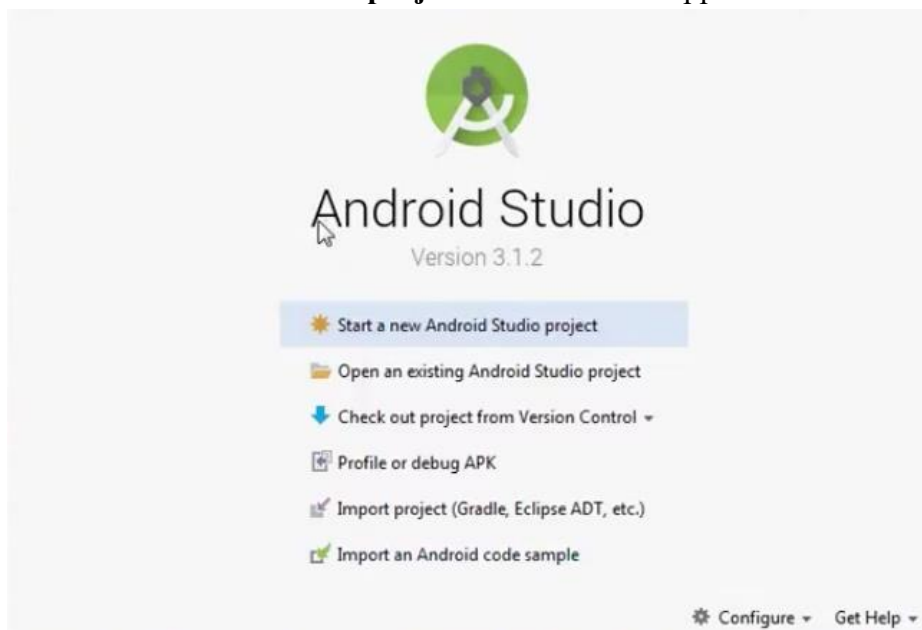 Android Studio
Version 3.1.2
Start a new Android Studio project
Open an existing Android Studio project
Check out project from Version Control
Profile or debug APK
Import project (Gradle, Eclipse ADT, etc.)
Import an Android code sample
Configure Get Help